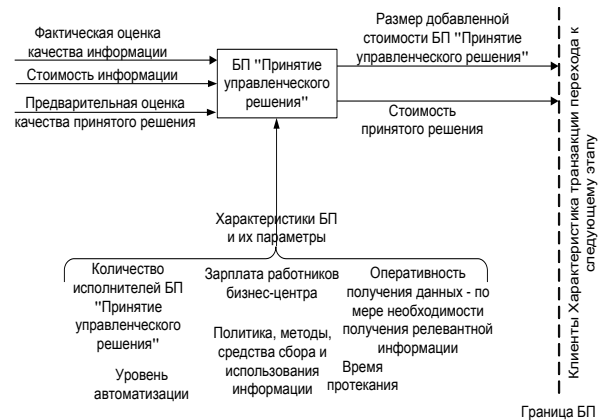 Фактическая оценка
качества информации
Стоимость информации
Предварительная оценка
качества принятого решения
БП "Принятие
управленческого
решения"
Размер добавленной
стоимости БП "Принятие
управленческого решения"
Стоимость
принятого решения
Клиенты Характеристика транзакции перехода к
следующему этапу
Характеристики БП
и их параметры
Количество
исполнителей БП
"Принятие
управленческого
решения"
Уровень
автоматизации
Зарплата работников
бизнес-центра
Политика, методы,
средства сбора и
использования
информации
Оперативность
получения данных - по
мере необходимости
получения релевантной
информации
Время
протекания
Граница БП